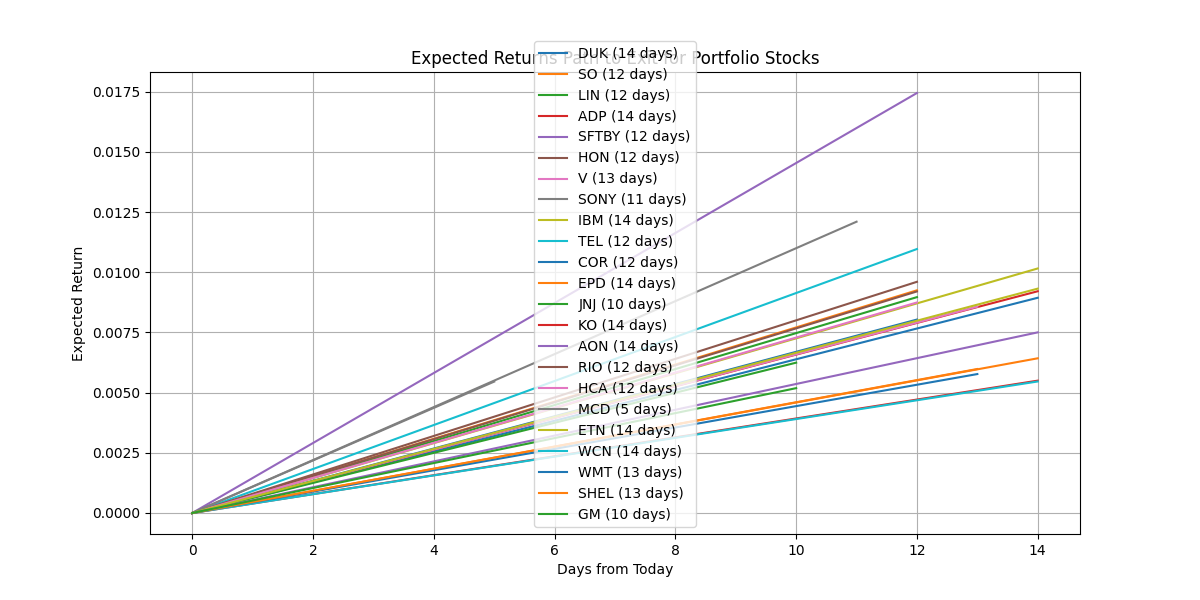 Expected Returns Path to Exit for Portfolio Stocks
DUK (14 days)
SO (12 days)
LIN (12 days)
ADP (14 days)
SFTBY (12 days)
HON (12 days)
V (13 days)
SONY (11 days)
IBM (14 days)
TEL (12 days)
COR (12 days)
EPD (14 days)
JNJ (10 days)
KO (14 days)
AON (14 days)
RIO (12 days)
HCA (12 days)
MCD (5 days)
ETN (14 days)
WCN (14 days)
WMT (13 days)
SHEL (13 days)
GM (10 days)
Expected Return
0.0175
0.0150
0.0125
0.0100
0.0075
0.0050
0.0025
0.0000
0 2 4 6 8 10 12 14
Days from Today